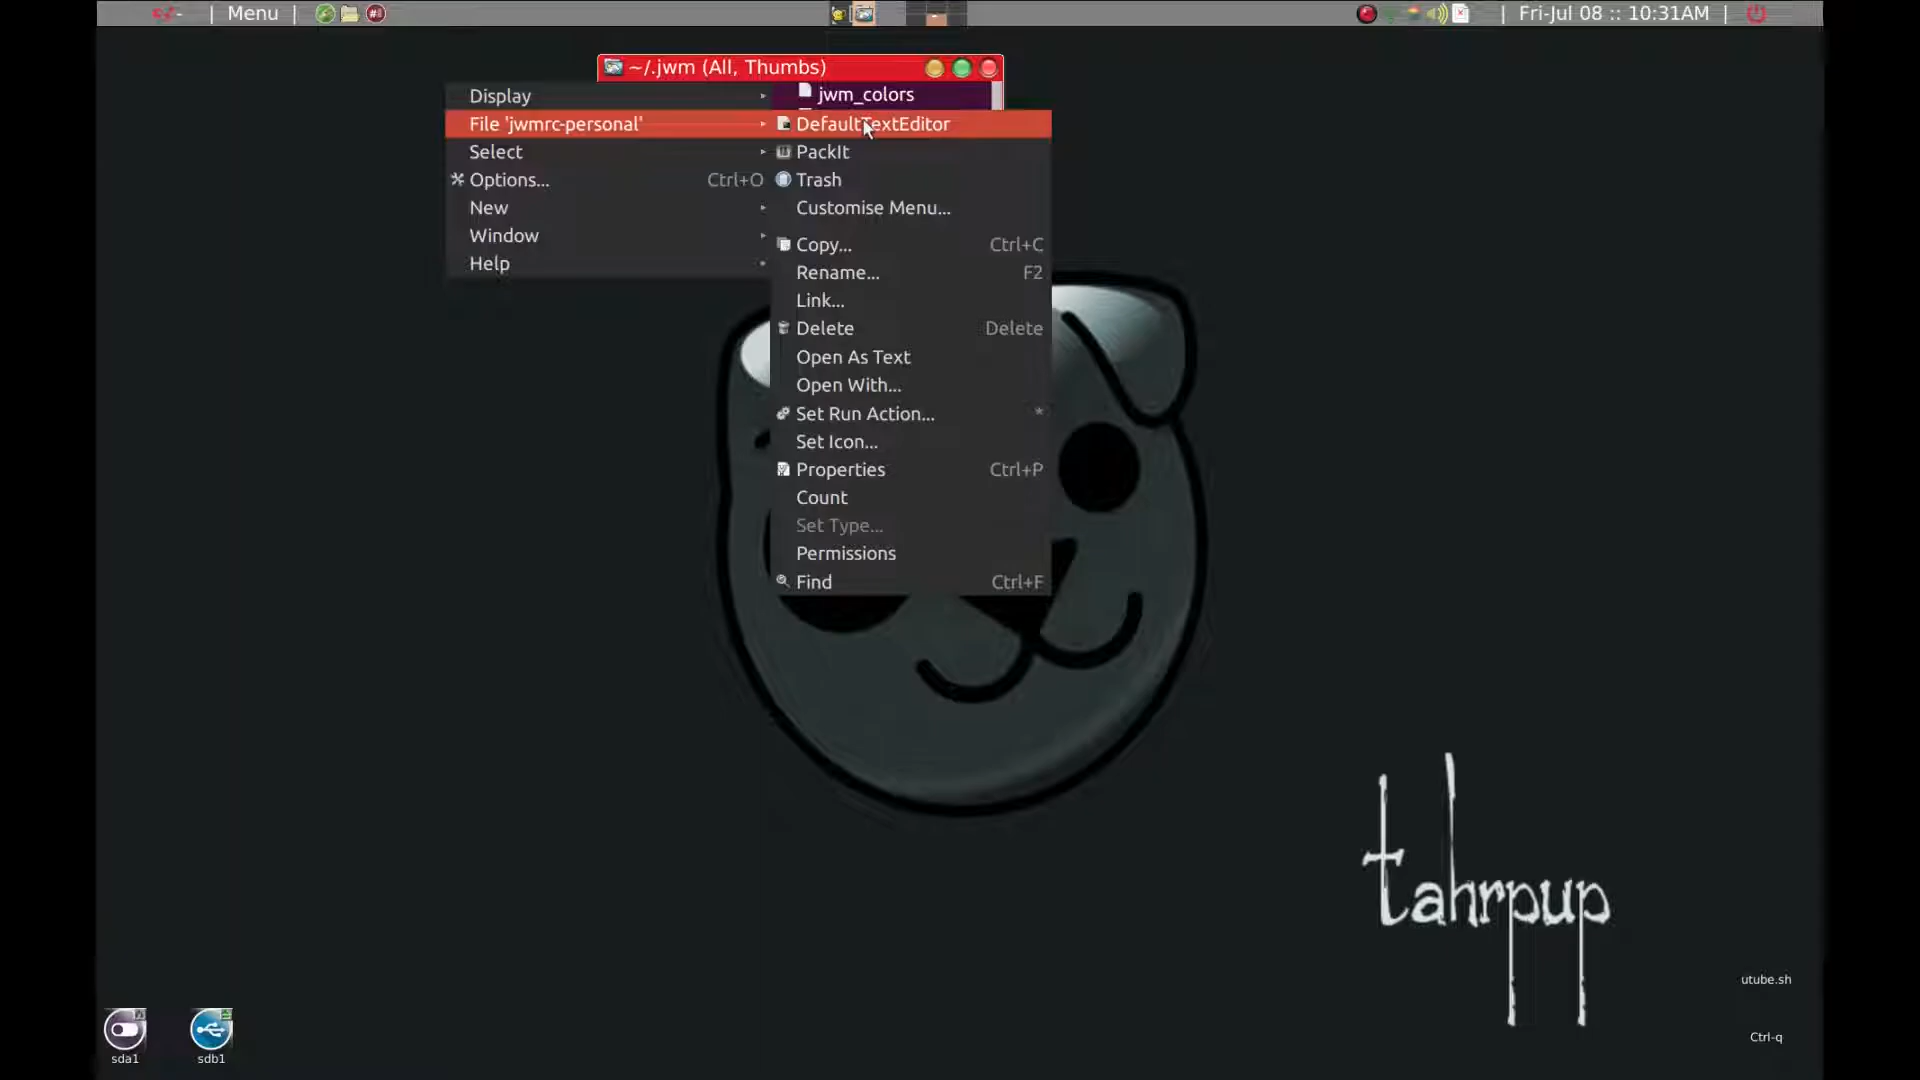 | Menu |
| Fri-Jul 08 :: 10:31AM |
~/.jwm (All, Thumbs)
jwm_colors
Display
File 'jwmrc-personal'
Select
Options... Ctrl+O
New
Window
Help
DefaultTextEditor
PackIt
Trash
Customise Menu...
Copy... Ctrl+C
Rename... F2
Link...
Delete Delete
Open As Text
Open With...
Set Run Action... *
Set Icon...
Properties Ctrl+P
Count
Set Type...
Permissions
Find Ctrl+F
tahrpup
utube.sh
Ctrl-q
sda1
sdb1